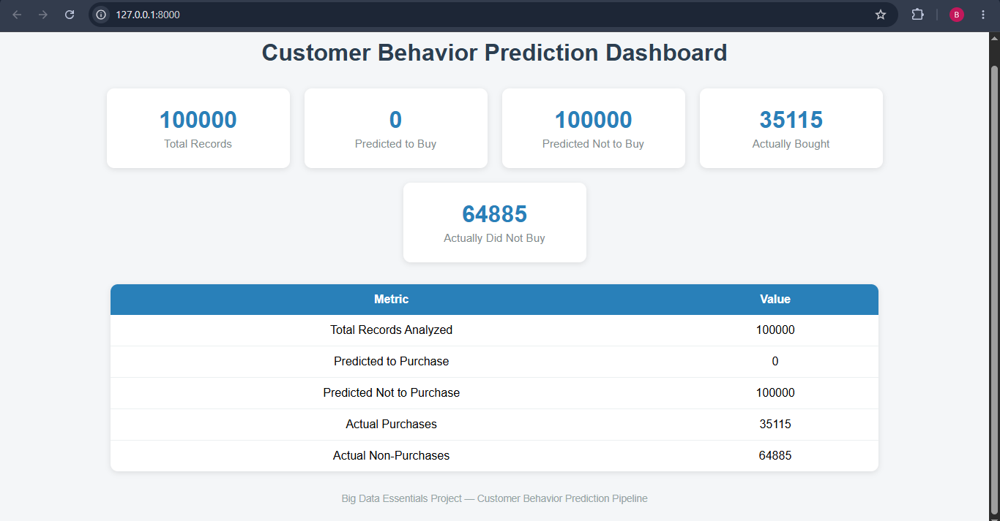 127.0.0.1:8000
B
Customer Behavior Prediction Dashboard
100000
Total Records
0
Predicted to Buy
100000
Predicted Not to Buy
35115
Actually Bought
64885
Actually Did Not Buy
Metric Value
Total Records Analyzed 100000
Predicted to Purchase 0
Predicted Not to Purchase 100000
Actual Purchases 35115
Actual Non-Purchases 64885
Big Data Essentials Project — Customer Behavior Prediction Pipeline